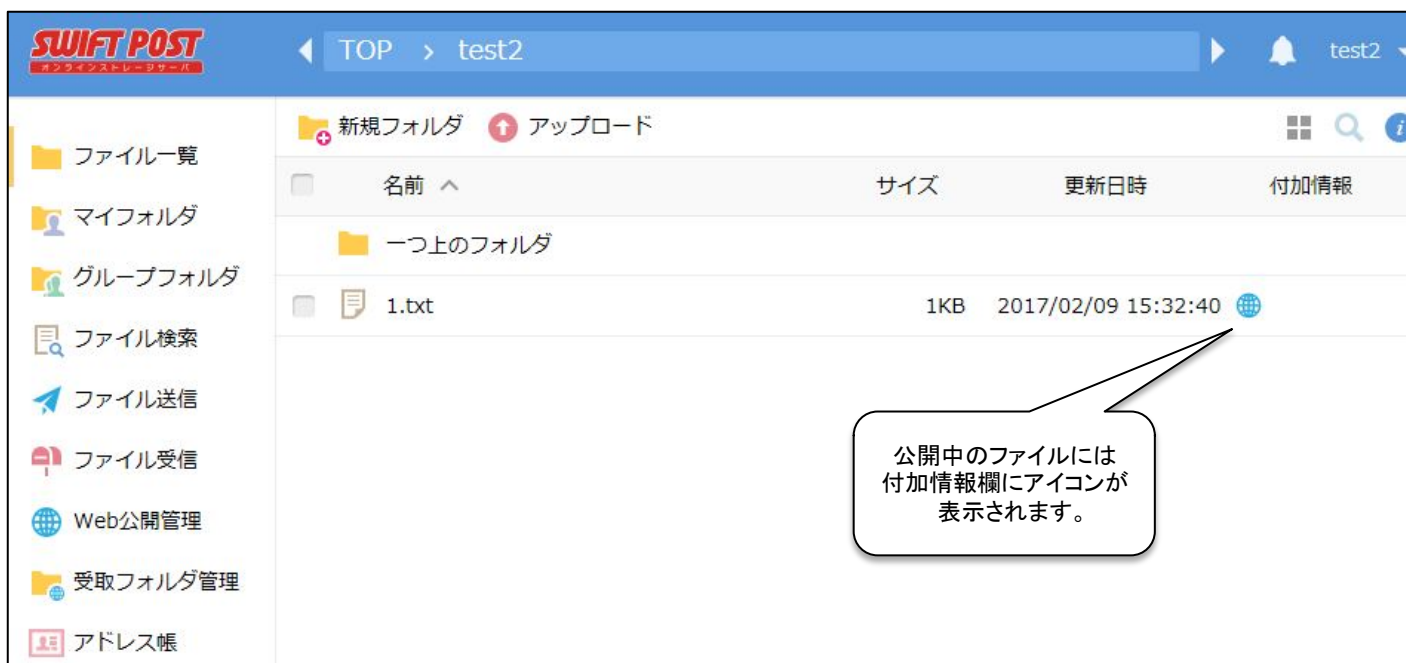 SWIFT POST
オンラインストレージサーバ
TOP > test2
test2
新規フォルダ アップロード
ファイル一覧
マイフォルダ
グループフォルダ
ファイル検索
ファイル送信
ファイル受信
Web公開管理
受取フォルダ管理
アドレス帳
名前 サイズ 更新日時 付加情報
一つ上のフォルダ
1.txt 1KB 2017/02/09 15:32:40
公開中のファイルには
付加情報欄にアイコンが
表示されます。